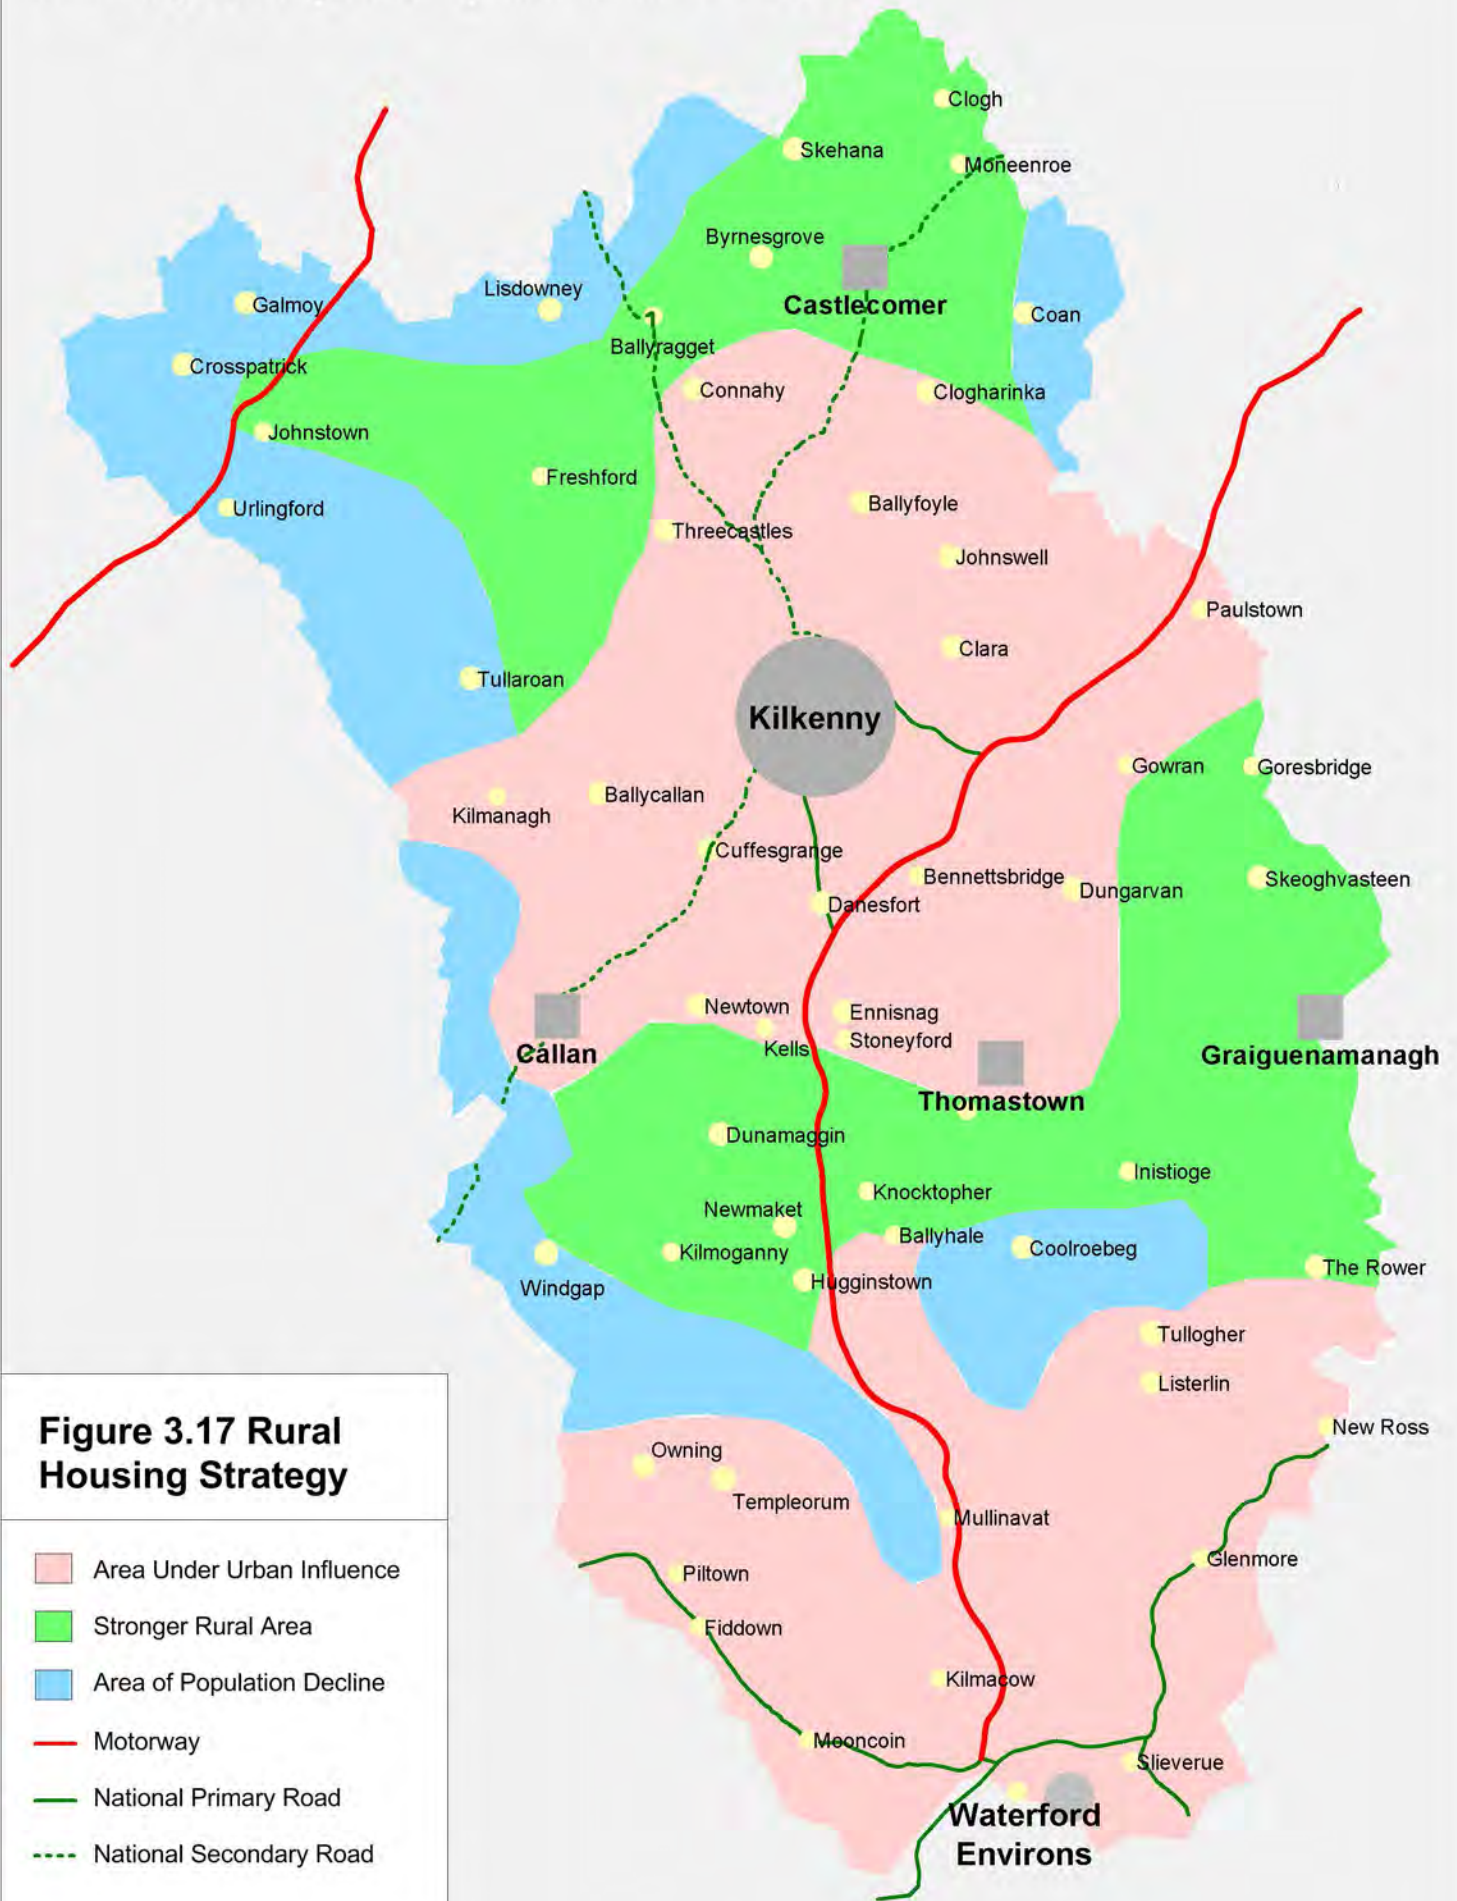 Clogh
Skehana
Moneenroe
Byrnesgrove
Castlecomer
Lisdowney
Galmoy
Coan
1
Ballyragget
Crosspatrick
Connahy
Clogharinka
Johnstown
Freshford
Urlingford
Ballyfoyle
Threecastles
Johnswell
Paulstown
Clara
Tullaroan
Kilkenny
Gowran
Goresbridge
Ballycallan
Kilmanagh
Cuffesgrange
Bennettsbridge
Dungarvan
Skeoghvasteen
Danesfort
Newtown
Ennisnag
Stoneyford
Kells
Callan
Graiguenamanagh
Thomastown
Dunamaggin
Inistioge
Knocktopher
Newmaket
Ballyhale
Coolroebeg
Kilmoganny
The Rower
Hugginstown
Windgap
Tullogher
Listerlin
New Ross
Owning
Templeorum
Mullinavat
Glenmore
Piltown
Fiddown
Kilmacow
Mooncoin
Slieverue
Waterford
Environs
Figure 3.17 Rural
Housing Strategy
Area Under Urban Influence
Stronger Rural Area
Area of Population Decline
Motorway
National Primary Road
National Secondary Road